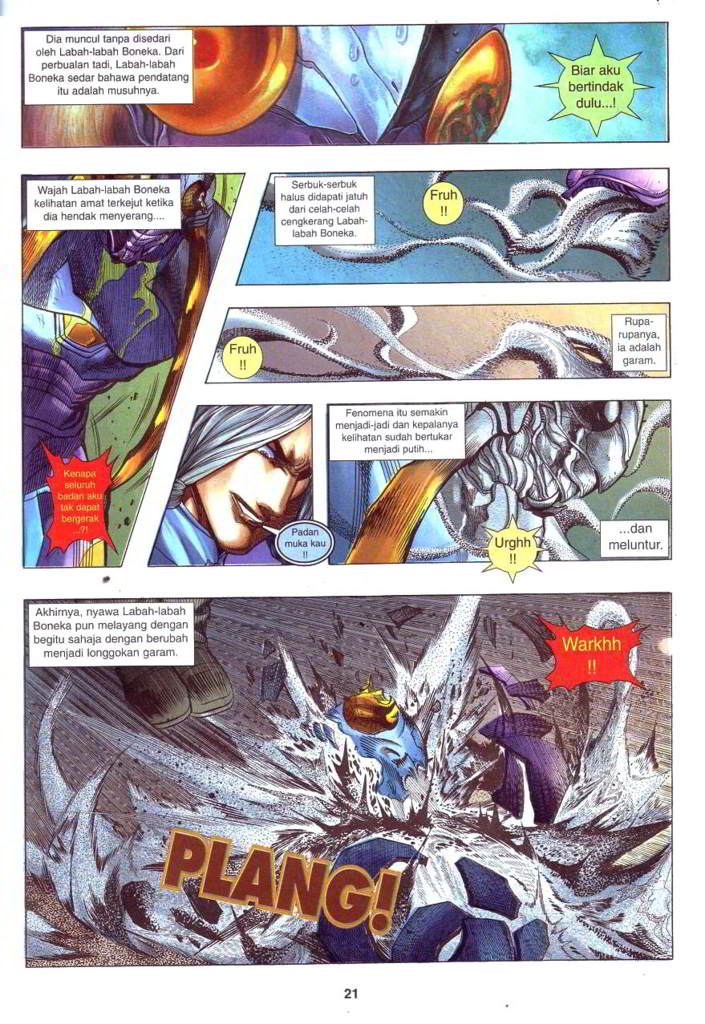 Dia muncul tanpa disedari
oleh Labah-labah Boneka. Dari
perbualan tadi, Labah-labah
Boneka sedar bahawa pendatang
itu adalah musuhnya.
Biar aku
bertindak
dulu...!
Wajah Labah-labah Boneka
kelihatan amat terkejut ketika
dia hendak menyerang....
Serbuk-serbuk
halus didapati jatuh
dari celah-celah
cengkerang Labah-
labah Boneka.
Fruh
!!
Fruh
!!
Rupa-
rupanya,
ia adalah
garam.
Kenapa
seluruh
badan aku
tak dapat
bergerak
...?!
Padan
muka kau
!!
Fenomena itu semakin
menjadi-jadi dan kepalanya
kelihatan sudah bertukar
menjadi putih...
Urghh
!!
...dan
meluntur.
Akhirnya, nyawa Labah-labah
Boneka pun melayang dengan
begitu sahaja dengan berubah
menjadi longgokan garam.
Warkhh
!!
PLANG!
21